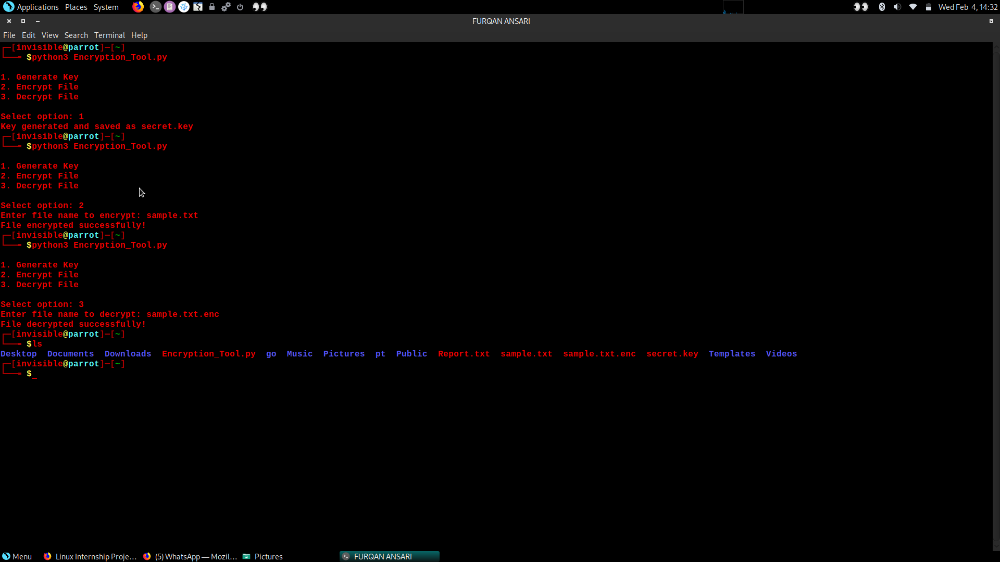 Applications Places System Wed Feb 4, 14:32
FURQAN ANSARI
File Edit View Search Terminal Help
┌─[invisible@parrot]─[~]
└──╼ $python3 Encryption_Tool.py
1. Generate Key
2. Encrypt File
3. Decrypt File
Select option: 1
Key generated and saved as secret.key
┌─[invisible@parrot]─[~]
└──╼ $python3 Encryption_Tool.py
1. Generate Key
2. Encrypt File
3. Decrypt File
Select option: 2
Enter file name to encrypt: sample.txt
File encrypted successfully!
┌─[invisible@parrot]─[~]
└──╼ $python3 Encryption_Tool.py
1. Generate Key
2. Encrypt File
3. Decrypt File
Select option: 3
Enter file name to decrypt: sample.txt.enc
File decrypted successfully!
┌─[invisible@parrot]─[~]
└──╼ $ls
Desktop Documents Downloads Encryption_Tool.py go Music Pictures pt Public Report.txt sample.txt sample.txt.enc secret.key Templates Videos
┌─[invisible@parrot]─[~]
└──╼ $_
Menu Linux Internship Proje... (5) WhatsApp — Mozil... Pictures FURQAN ANSARI